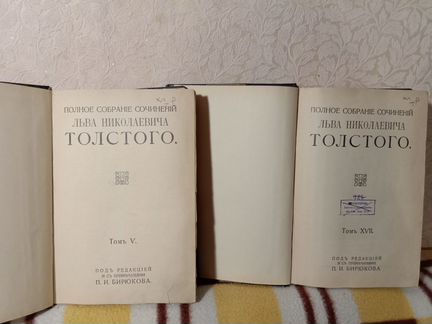 ПОЛНОЕ СОБРАНІЕ СОЧИНЕНІЙ
ЛЬВА НИКОЛАЕВИЧА
ТОЛСТОГО.
Томъ V.
ПОДЪ РЕДАКЦІЕЙ
И СЪ ПРИМѢЧАНІЯМИ
П. И. БИРЮКОВА.
ПОЛНОЕ СОБРАНІЕ СОЧИНЕНІЙ
ЛЬВА НИКОЛАЕВИЧА
ТОЛСТОГО.
Томъ XVII.
ПОДЪ РЕДАКЦІЕЙ
И СЪ ПРИМѢЧАНІЯМИ
П. И. БИРЮКОВА.